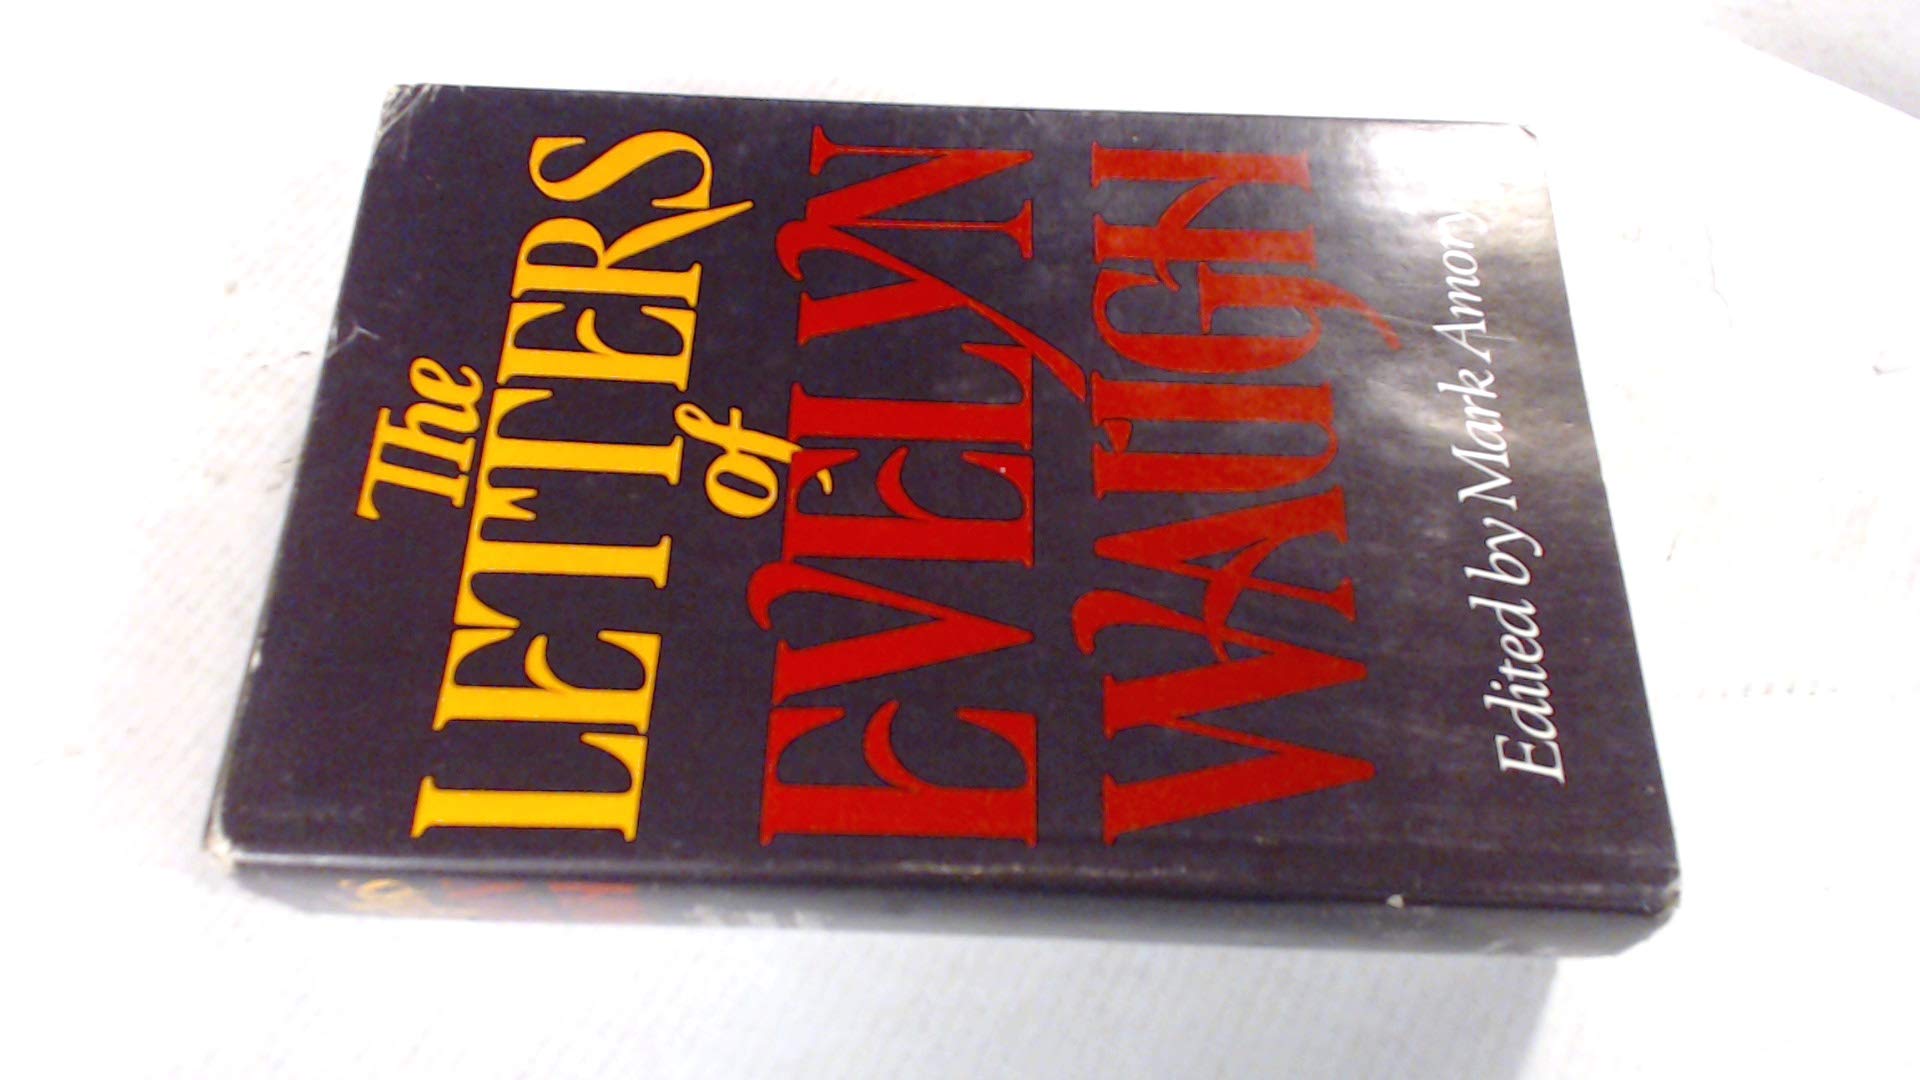 The
LETTERS
of
EVELYN
WAUGH
Edited by Mark Amory